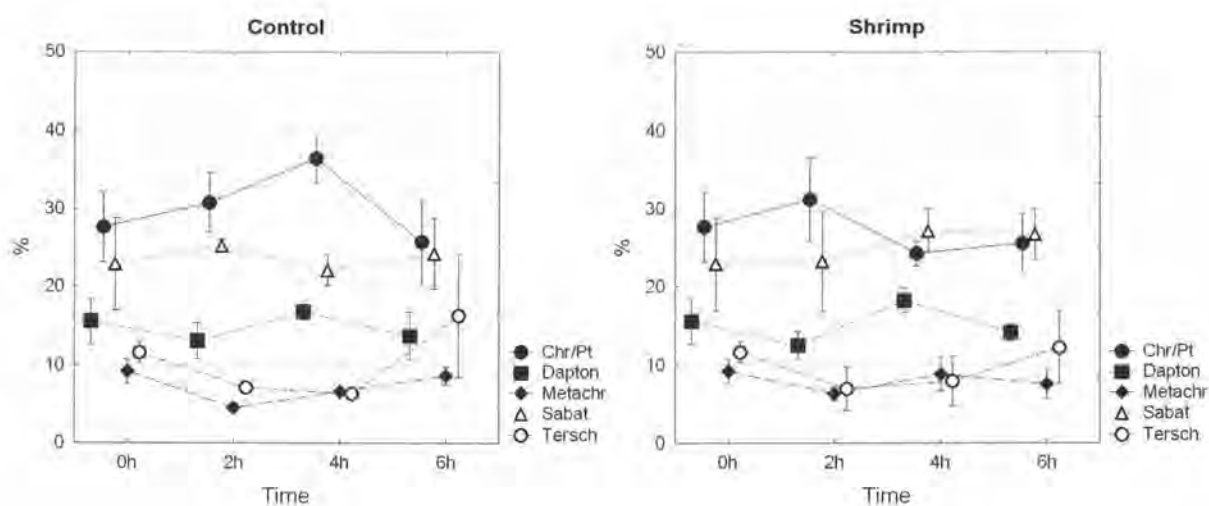 Control
50
40
30
20
10
0
%
0h
2h
4h
6h
Time
Chr/Pt
Dapton
Metachr
Sabat
Tersch
Shrimp
50
40
30
20
10
0
%
0h
2h
4h
6h
Time
Chr/Pt
Dapton
Metachr
Sabat
Tersch